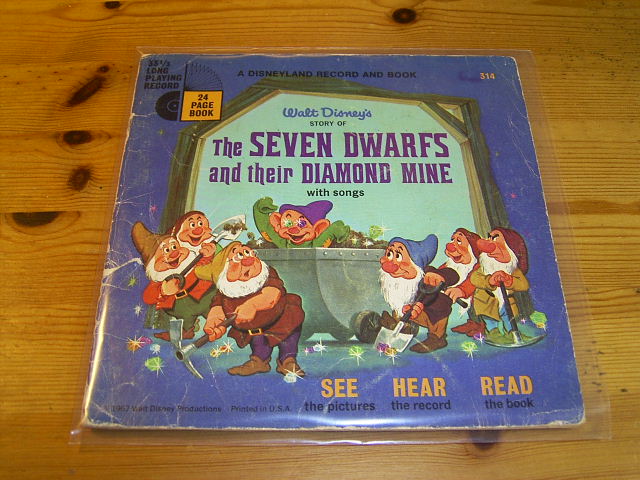 33⅓
LONG
PLAYING
RECORD
24
PAGE
BOOK
A DISNEYLAND RECORD AND BOOK
314
Walt Disney's
STORY OF
The SEVEN DWARFS
and their DIAMOND MINE
with songs
SEE HEAR READ
the pictures the record the book
1967 Walt Disney Productions Printed in U.S.A.